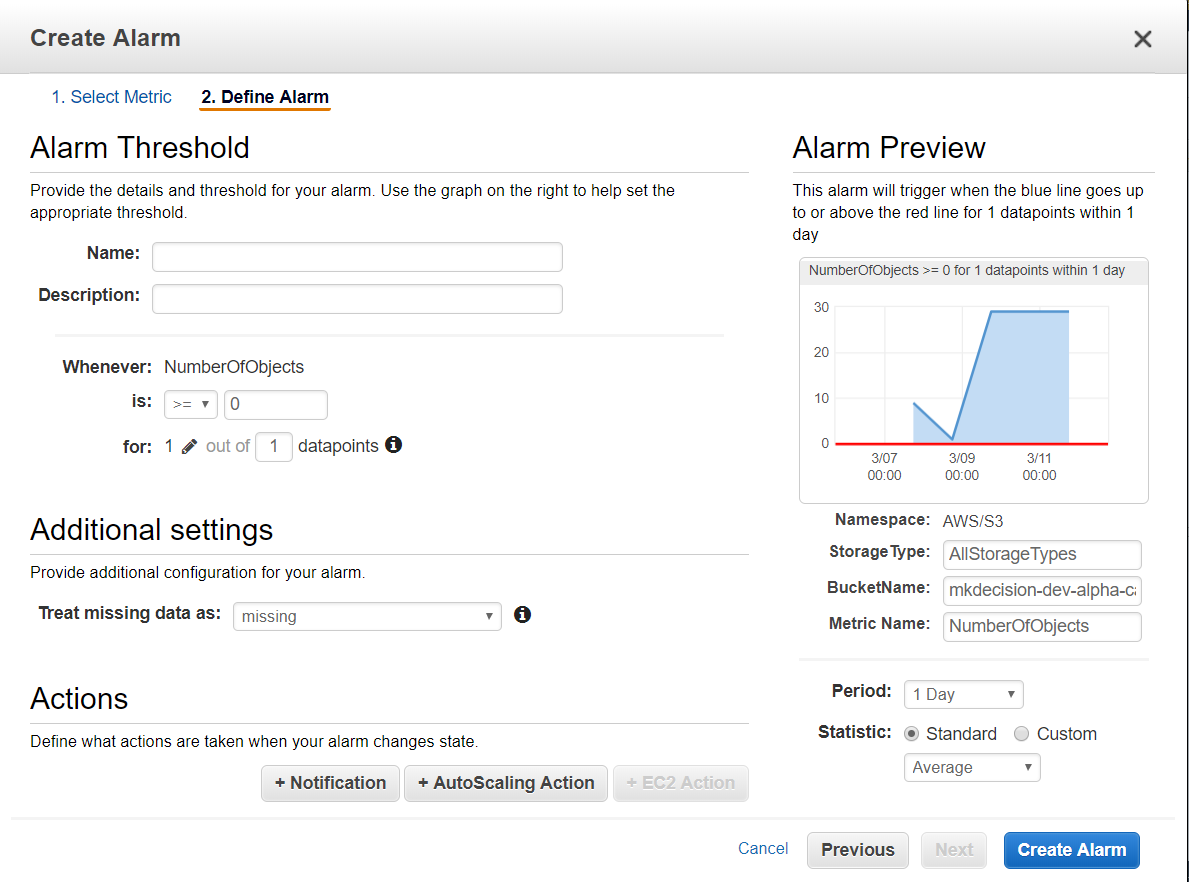 Create Alarm
1. Select Metric
2. Define Alarm
Alarm Threshold
Provide the details and threshold for your alarm. Use the graph on the right to help set the
appropriate threshold.
Name:
Description:
Whenever: NumberOfObjects
is: >= 0
for: 1 out of 1 datapoints
Additional settings
Provide additional configuration for your alarm.
Treat missing data as: missing
Actions
Define what actions are taken when your alarm changes state.
+ Notification
+ AutoScaling Action
+ EC2 Action
Alarm Preview
This alarm will trigger when the blue line goes up
to or above the red line for 1 datapoints within 1
day
NumberOfObjects >= 0 for 1 datapoints within 1 day
30
20
10
0
3/07 3/09 3/11
00:00 00:00 00:00
Namespace: AWS/S3
StorageType: AllStorageTypes
BucketName: mkdecision-dev-alpha-ca
Metric Name: NumberOfObjects
Period: 1 Day
Statistic: Standard Custom
Average
Cancel
Previous
Next
Create Alarm